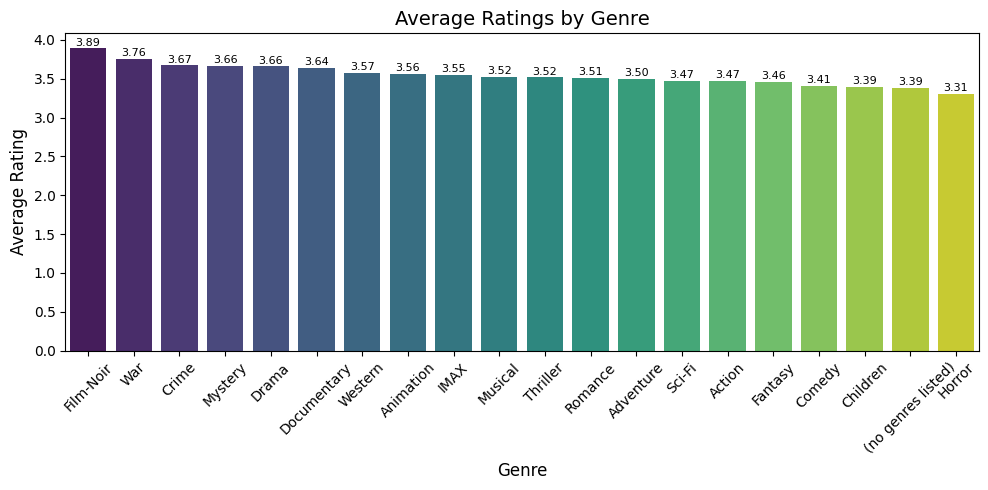 Average Ratings by Genre
Average Rating
4.0
3.5
3.0
2.5
2.0
1.5
1.0
0.5
0.0
3.89 3.76 3.67 3.66 3.66 3.64 3.57 3.56 3.55 3.52 3.52 3.51 3.50 3.47 3.47 3.46 3.41 3.39 3.39 3.31
Film-Noir War Crime Mystery Drama Documentary Western Animation IMAX Musical Thriller Romance Adventure Sci-Fi Action Fantasy Comedy Children (no genres listed) Horror
Genre